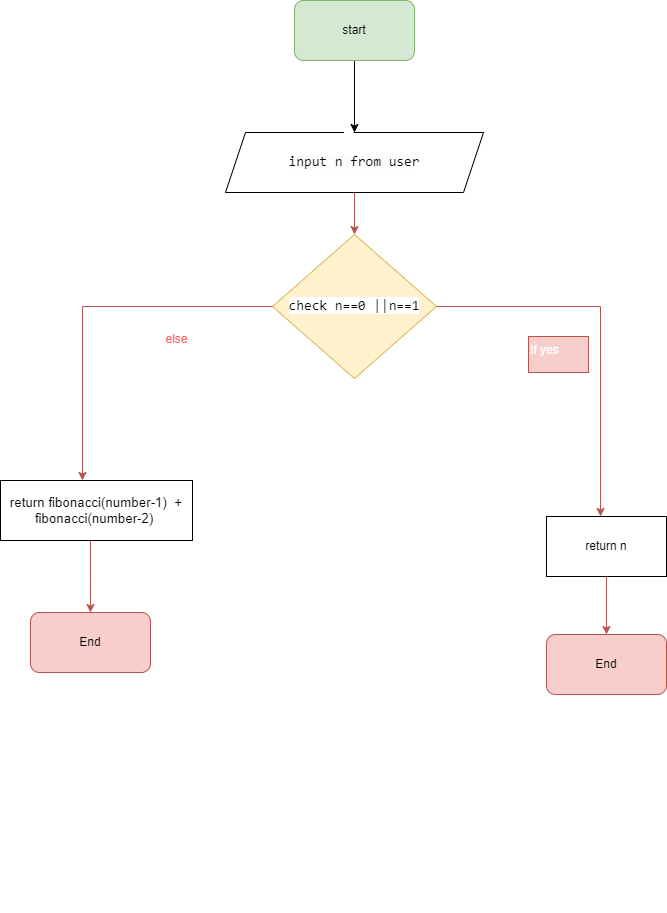 start
input n from user
check n==0 ||n==1
else
If yes
return fibonacci(number-1) +
fibonacci(number-2)
return n
End
End